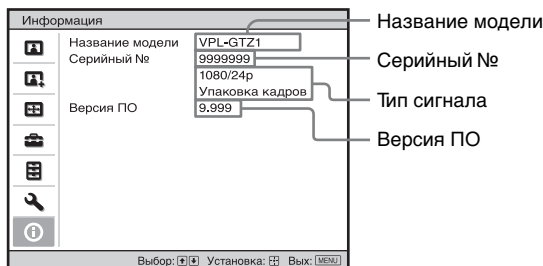 Информация
Название модели VPL-GTZ1
Серийный № 9999999
1080/24p
Упаковка кадров
Версия ПО 9.999
Выбор: Установка: Вых: MENU
Название модели
Серийный №
Тип сигнала
Версия ПО